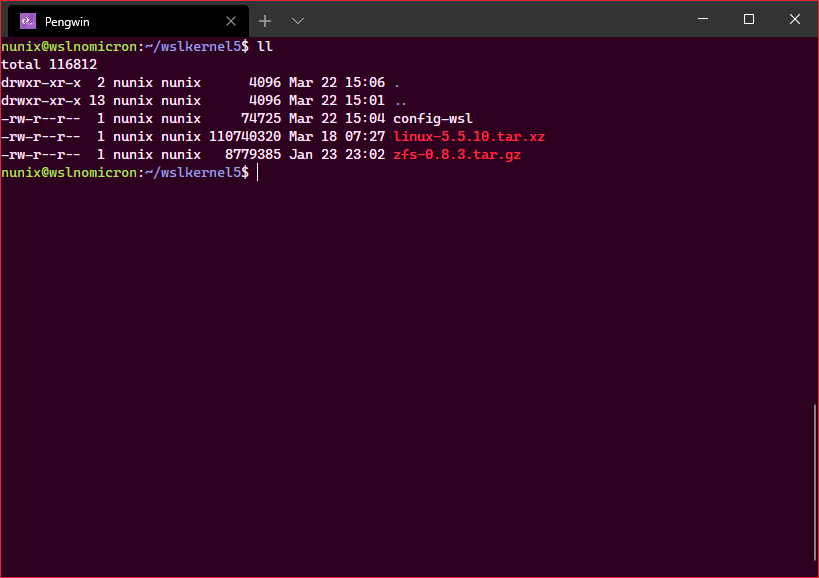 Pengwin
nunix@wslnomicron:~/wslkernel5$ ll
total 116812
drwxr-xr-x  2 nunix nunix      4096 Mar 22 15:06 .
drwxr-xr-x 13 nunix nunix      4096 Mar 22 15:01 ..
-rw-r--r--  1 nunix nunix     74725 Mar 22 15:04 config-wsl
-rw-r--r--  1 nunix nunix 110740320 Mar 18 07:27 linux-5.5.10.tar.xz
-rw-r--r--  1 nunix nunix   8779385 Jan 23 23:02 zfs-0.8.3.tar.gz
nunix@wslnomicron:~/wslkernel5$